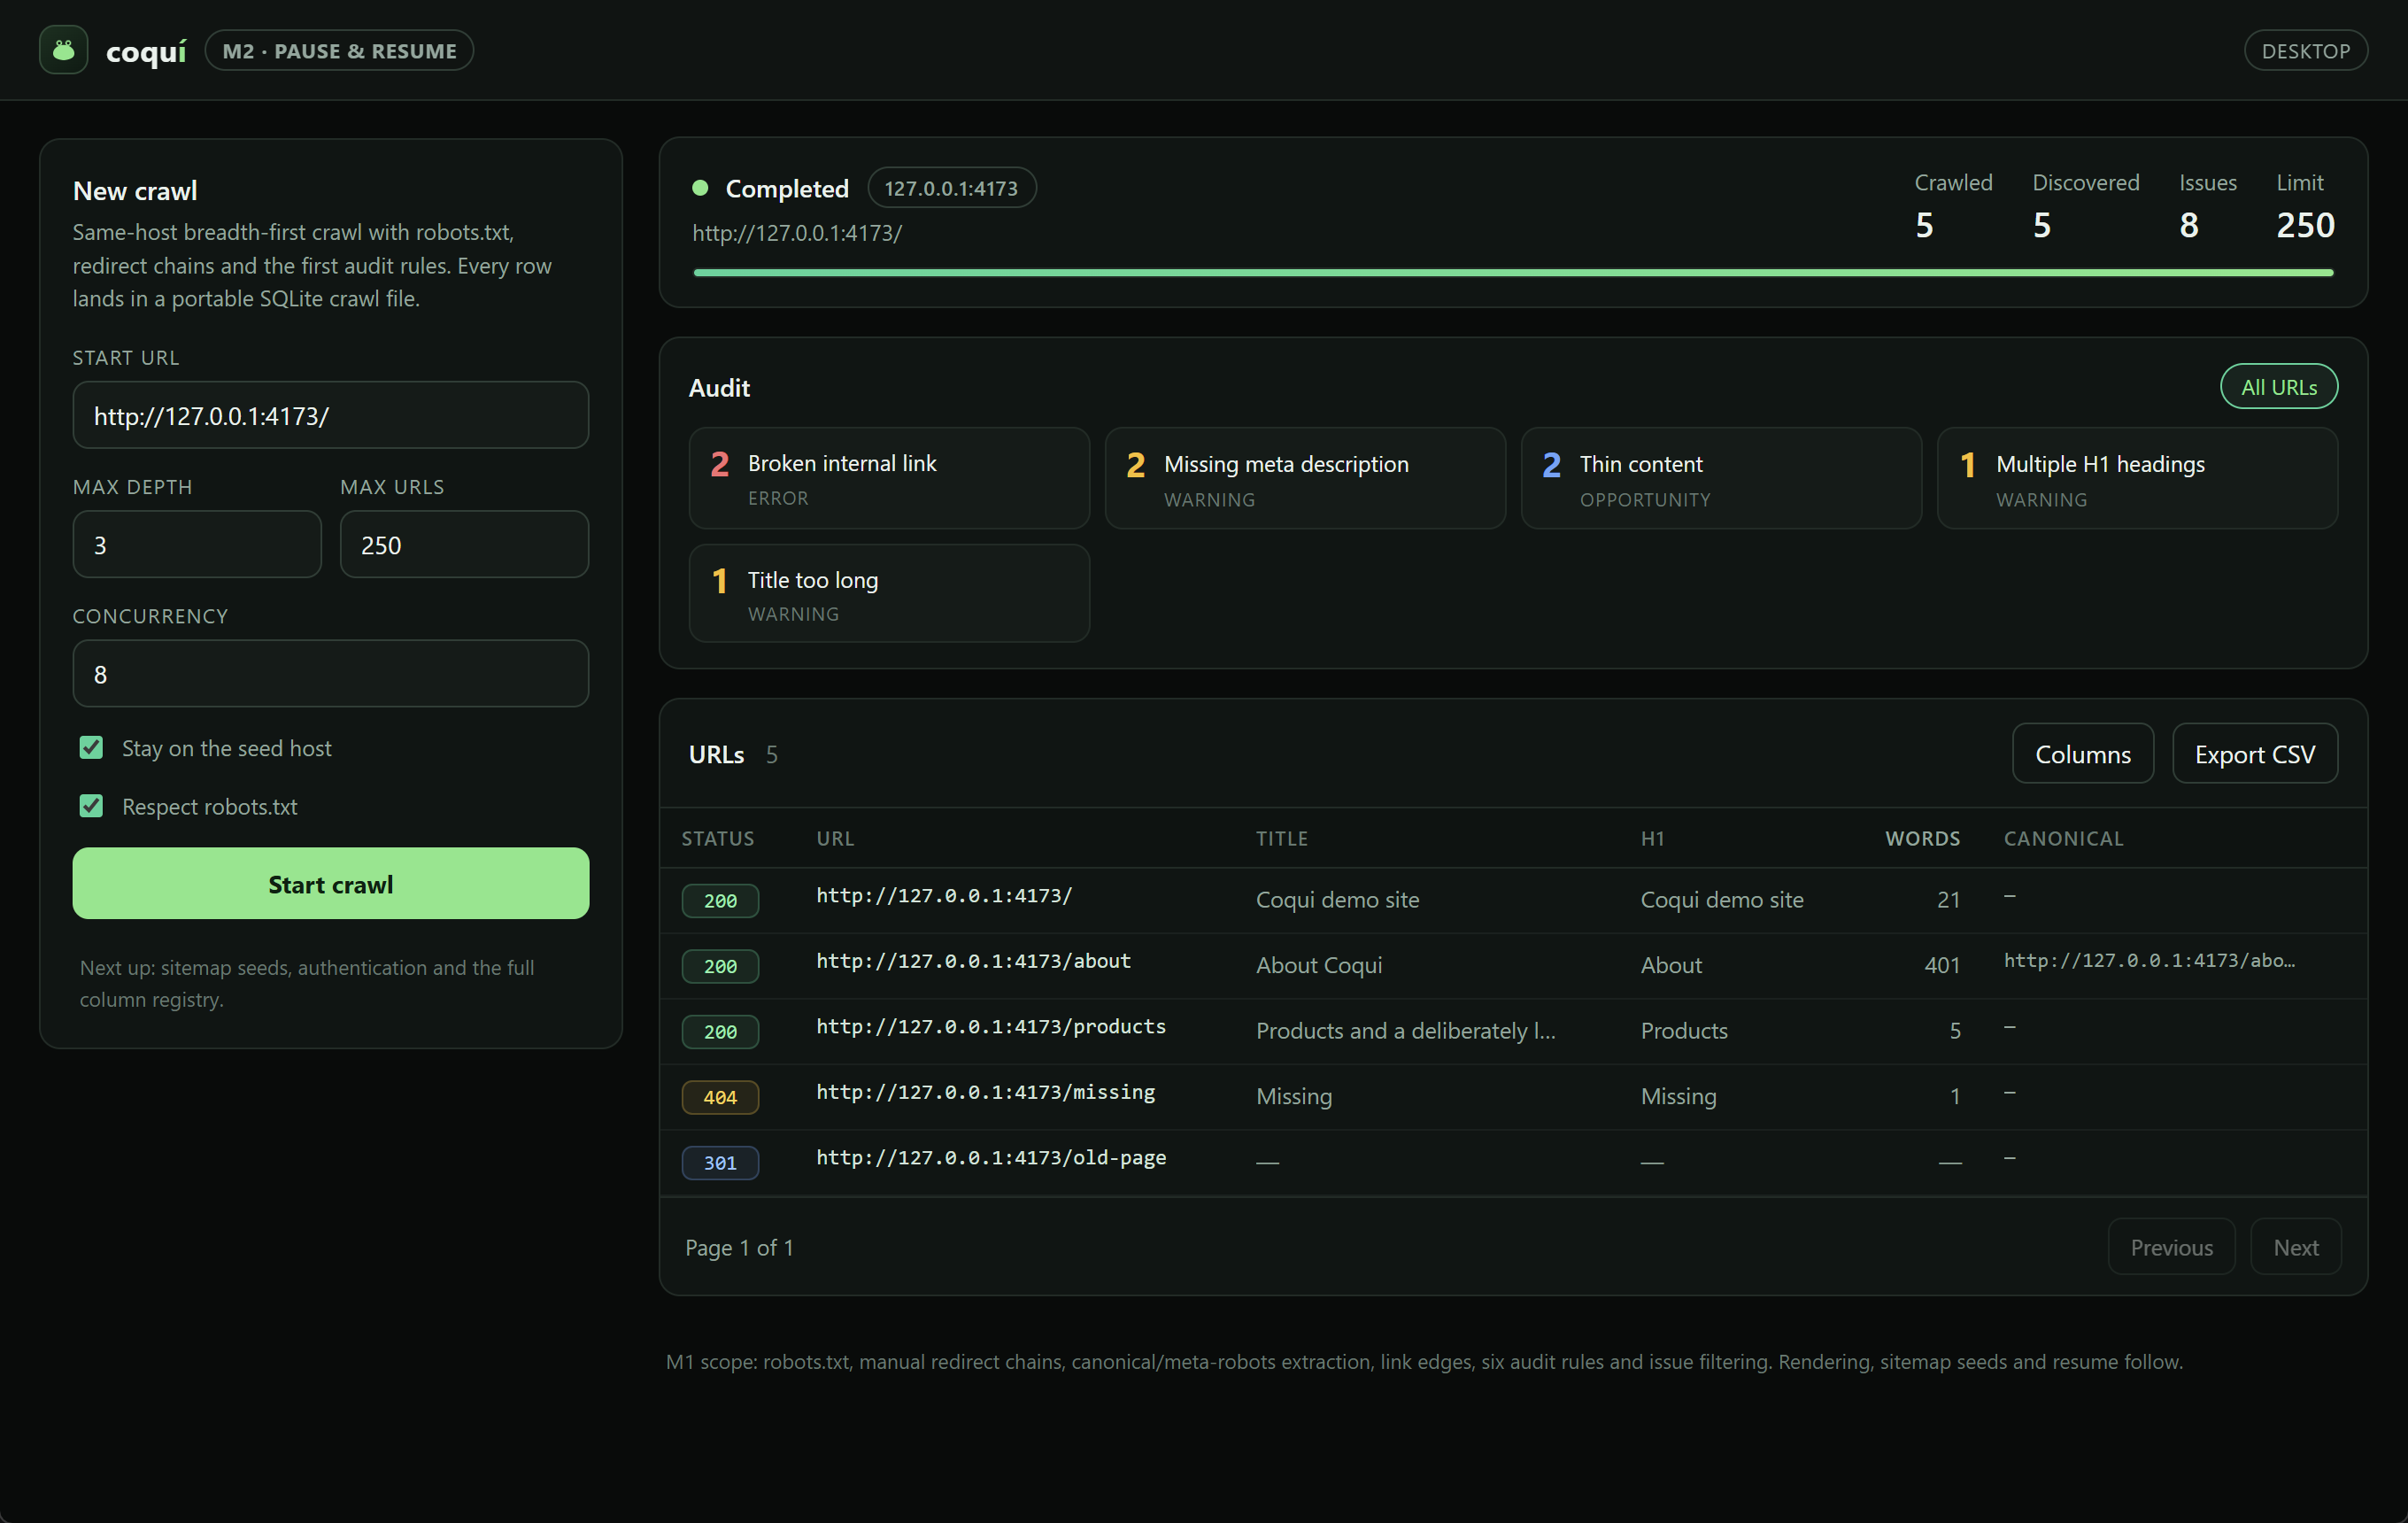 coquí
M2 · PAUSE & RESUME
DESKTOP
New crawl
Same-host breadth-first crawl with robots.txt,
redirect chains and the first audit rules. Every row
lands in a portable SQLite crawl file.
START URL
http://127.0.0.1:4173/
MAX DEPTH MAX URLS
3 250
CONCURRENCY
8
Stay on the seed host
Respect robots.txt
Start crawl
Next up: sitemap seeds, authentication and the full
column registry.
Completed 127.0.0.1:4173
http://127.0.0.1:4173/
Crawled Discovered Issues Limit
5 5 8 250
Audit All URLs
2 Broken internal link
ERROR
2 Missing meta description
WARNING
2 Thin content
OPPORTUNITY
1 Multiple H1 headings
WARNING
1 Title too long
WARNING
URLs 5 Columns Export CSV
STATUS URL TITLE H1 WORDS CANONICAL
200 http://127.0.0.1:4173/ Coqui demo site Coqui demo site 21 —
200 http://127.0.0.1:4173/about About Coqui About 401 http://127.0.0.1:4173/abo…
200 http://127.0.0.1:4173/products Products and a deliberately l… Products 5 —
404 http://127.0.0.1:4173/missing Missing Missing 1 —
301 http://127.0.0.1:4173/old-page — — — —
Page 1 of 1 Previous Next
M1 scope: robots.txt, manual redirect chains, canonical/meta-robots extraction, link edges, six audit rules and issue filtering. Rendering, sitemap seeds and resume follow.